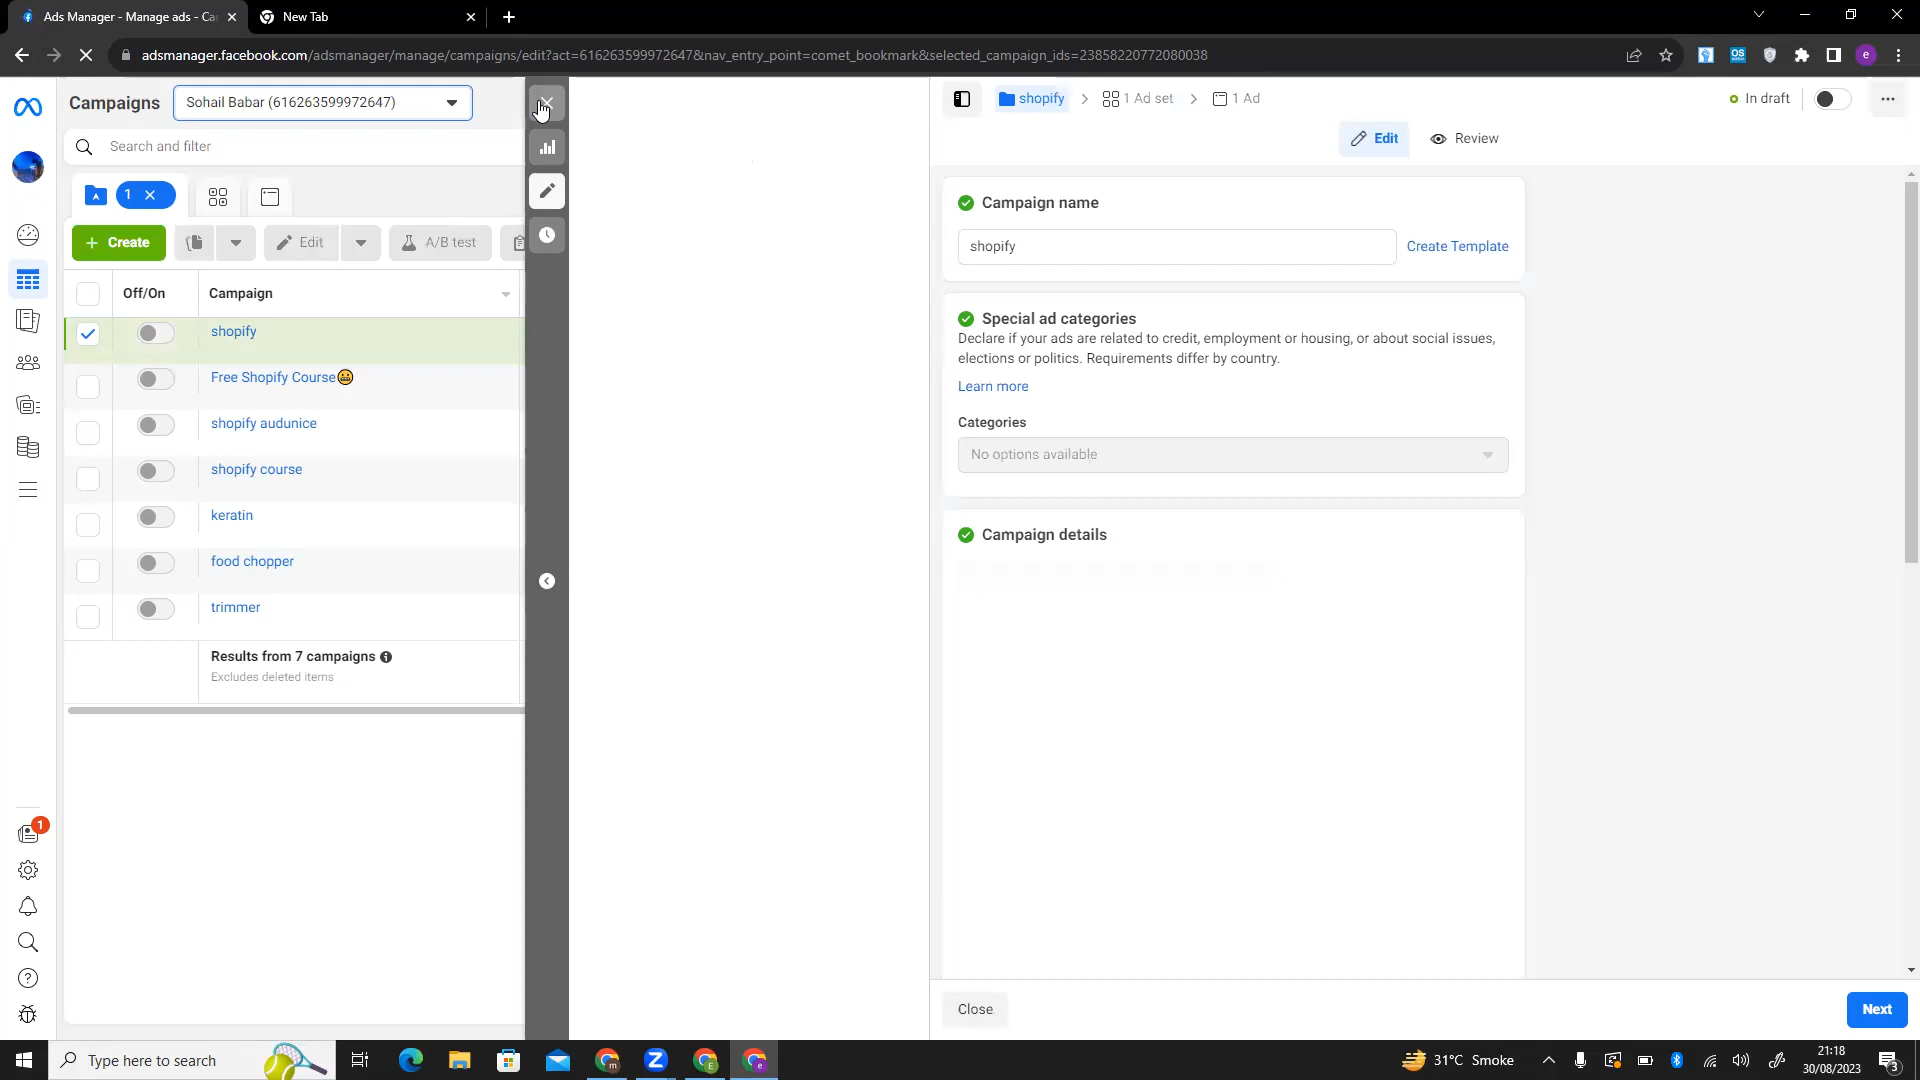 Ads Manager - Manage ads - Ca
New Tab
adsmanager.facebook.com/adsmanager/manage/campaigns/edit?act=616263599972647&nav_entry_point=comet_bookmark&selected_campaign_ids=23858220772080038
OS
e
Campaigns
Sohail Babar (616263599972647)
Search and filter
1
Create
Edit
A/B test
Off/On
Campaign
shopify
Free Shopify Course😬
shopify audunice
shopify course
keratin
food chopper
trimmer
Results from 7 campaigns
Excludes deleted items
1
shopify
1 Ad set
1 Ad
In draft
Edit
Review
Campaign name
shopify
Create Template
Special ad categories
Declare if your ads are related to credit, employment or housing, or about social issues,
elections or politics. Requirements differ by country.
Learn more
Categories
No options available
Campaign details
Close
Next
Type here to search
m
Z
E
e
31°C Smoke
21:18
30/08/2023
3